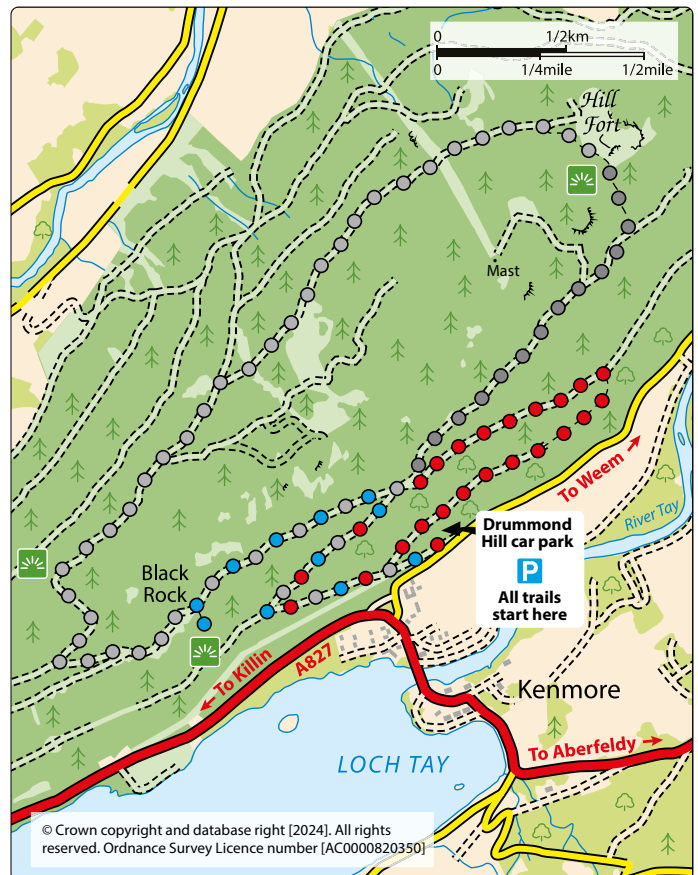 0 1/2km
0 1/4mile 1/2mile
Hill
Fort
Mast
To Weem →
River Tay
Drummond
Hill car park
P
All trails
start here
Black
Rock
← To Killin
A827
Kenmore
To Aberfeldy →
LOCH TAY
© Crown copyright and database right [2024]. All rights
reserved. Ordnance Survey Licence number [AC0000820350]